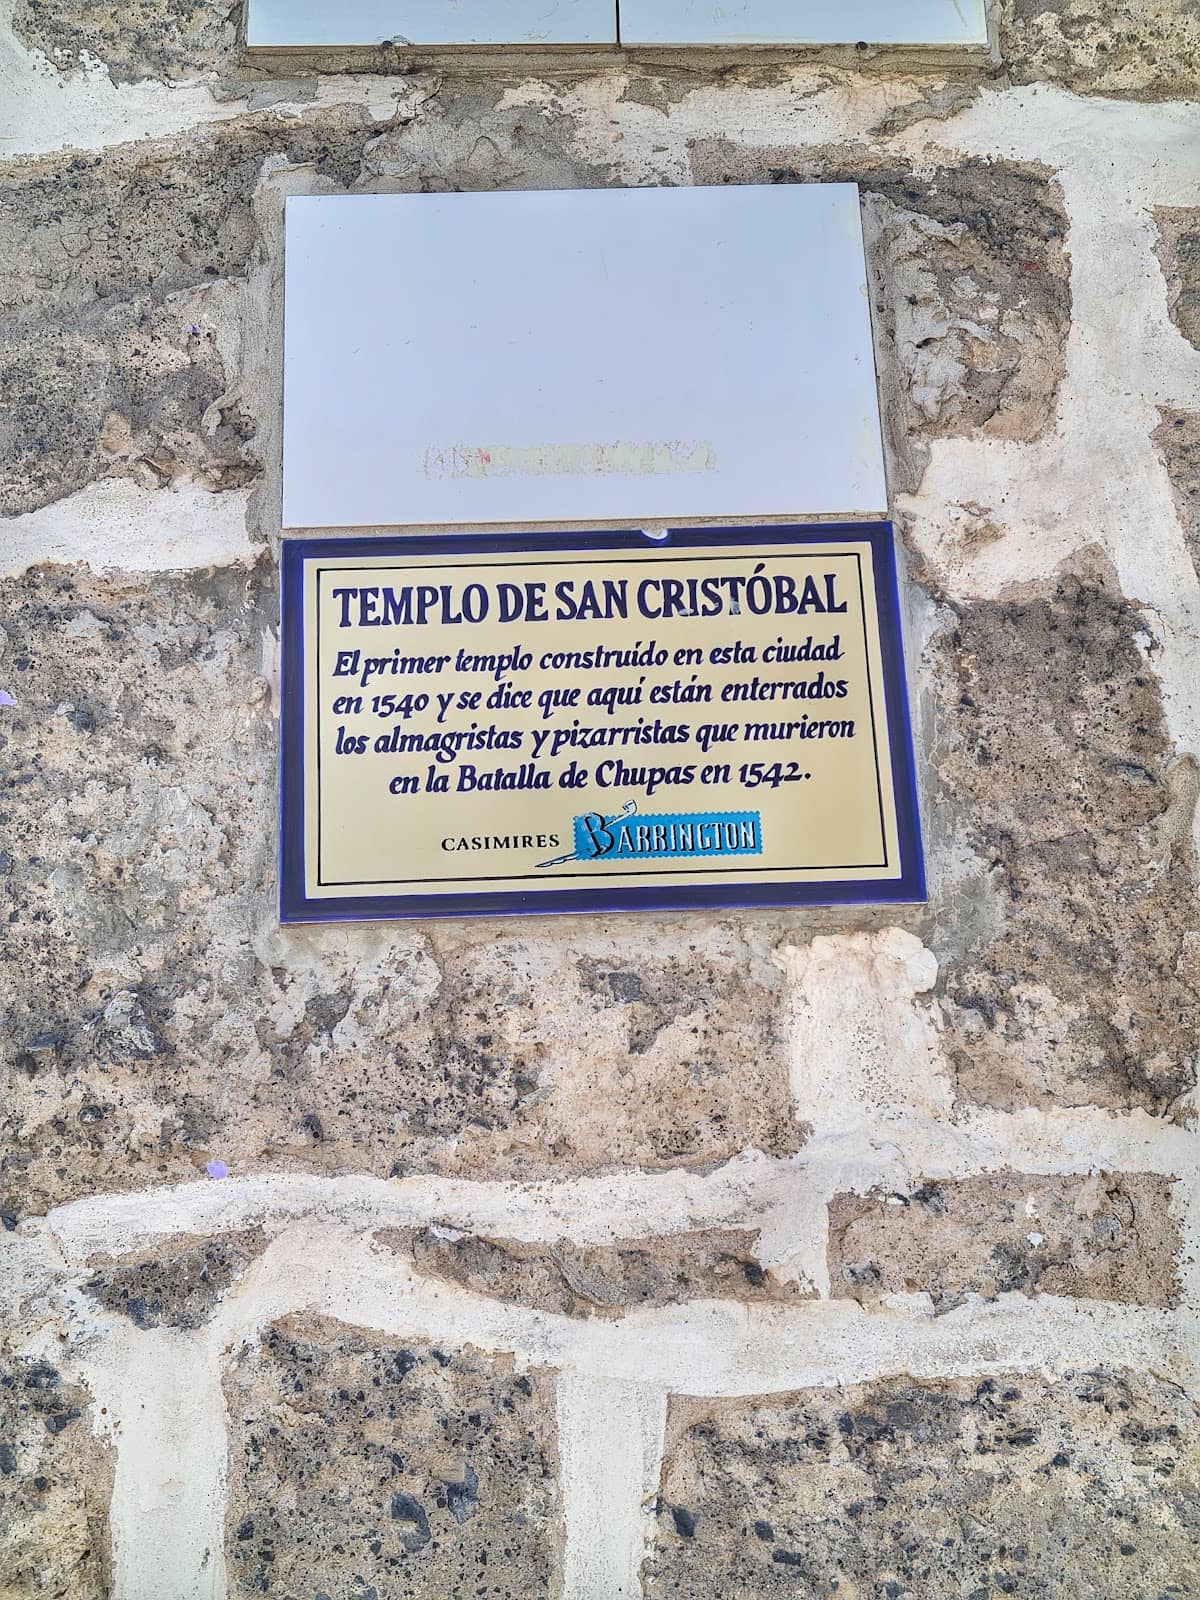 TEMPLO DE SAN CRISTÓBAL
El primer templo construído en esta ciudad
en 1540 y se dice que aquí están enterrados
los almagristas y pizarristas que murieron
en la Batalla de Chupas en 1542.
CASIMIRES BARRINGTON